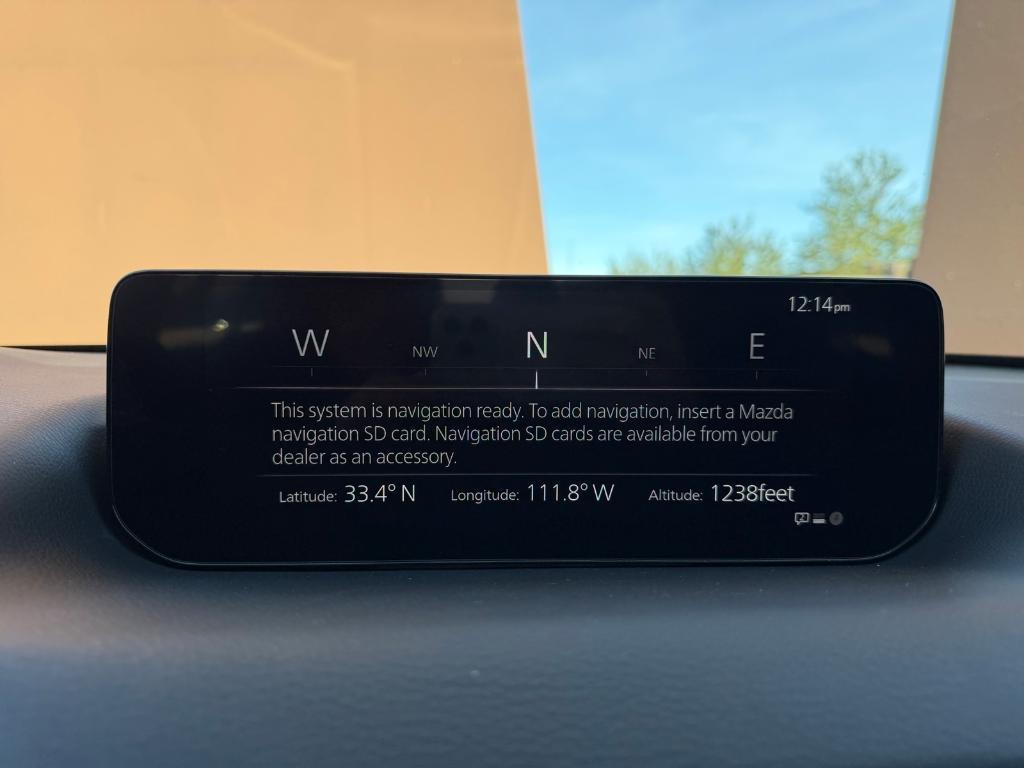 12:14pm
W NW N NE E
This system is navigation ready. To add navigation, insert a Mazda
navigation SD card. Navigation SD cards are available from your
dealer as an accessory.
Latitude: 33.4° N Longitude: 111.8° W Altitude: 1238feet